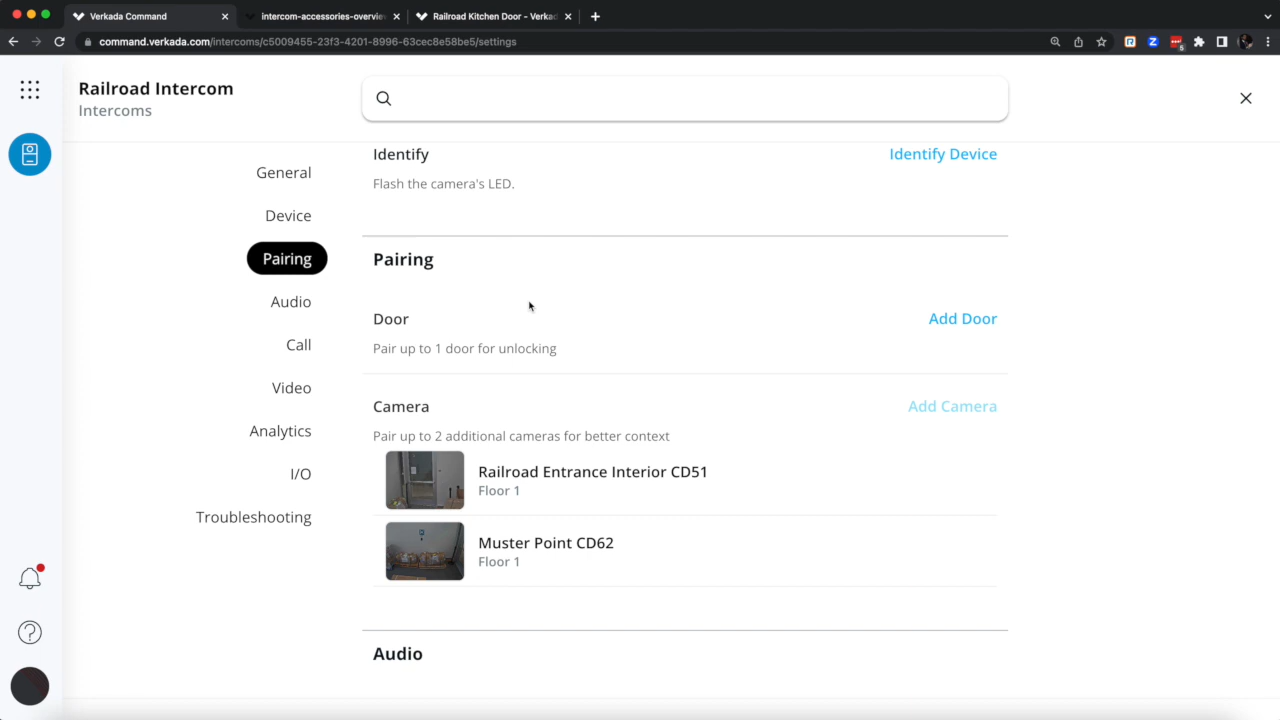 Verkada Command
intercom-accessories-overvie
Railroad Kitchen Door - Verkad
command.verkada.com/intercoms/c5009455-23f3-4201-8996-63cec8e58be5/settings
5
Railroad Intercom
Intercoms
General
Device
Pairing
Audio
Call
Video
Analytics
I/O
Troubleshooting
Identify
Identify Device
Flash the camera's LED.
Pairing
Door
Add Door
Pair up to 1 door for unlocking
Camera
Add Camera
Pair up to 2 additional cameras for better context
Railroad Entrance Interior CD51
Floor 1
Muster Point CD62
Floor 1
Audio